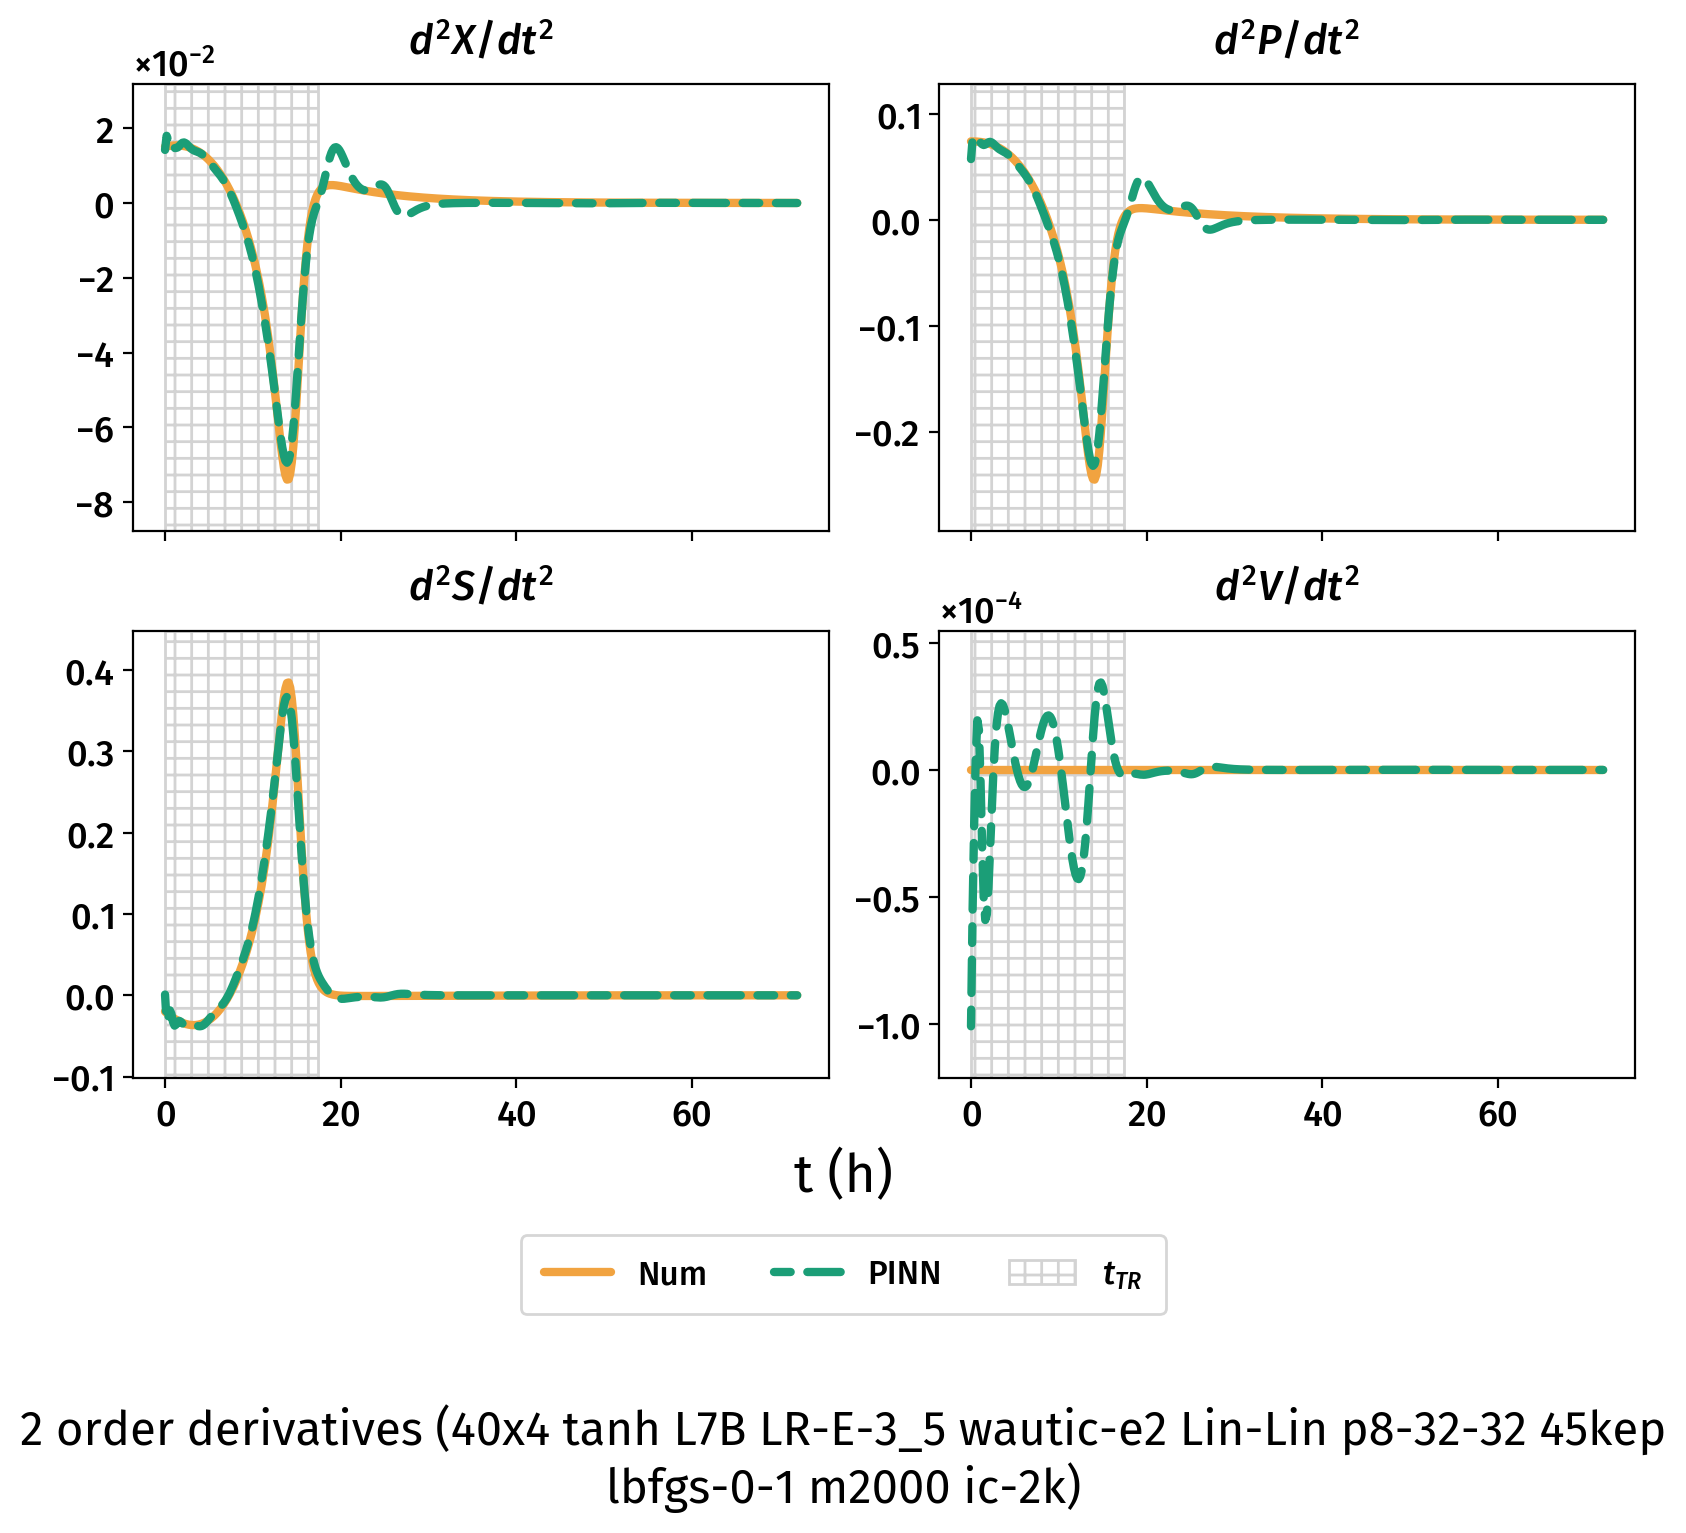 d²X/dt²
×10⁻²
2
0
−2
−4
−6
−8
d²P/dt²
0.1
0.0
−0.1
−0.2
d²S/dt²
0.4
0.3
0.2
0.1
0.0
−0.1
0 20 40 60
d²V/dt²
×10⁻⁴
0.5
0.0
−0.5
−1.0
0 20 40 60
t (h)
Num PINN t_TR
2 order derivatives (40x4 tanh L7B LR-E-3_5 wautic-e2 Lin-Lin p8-32-32 45kep
lbfgs-0-1 m2000 ic-2k)